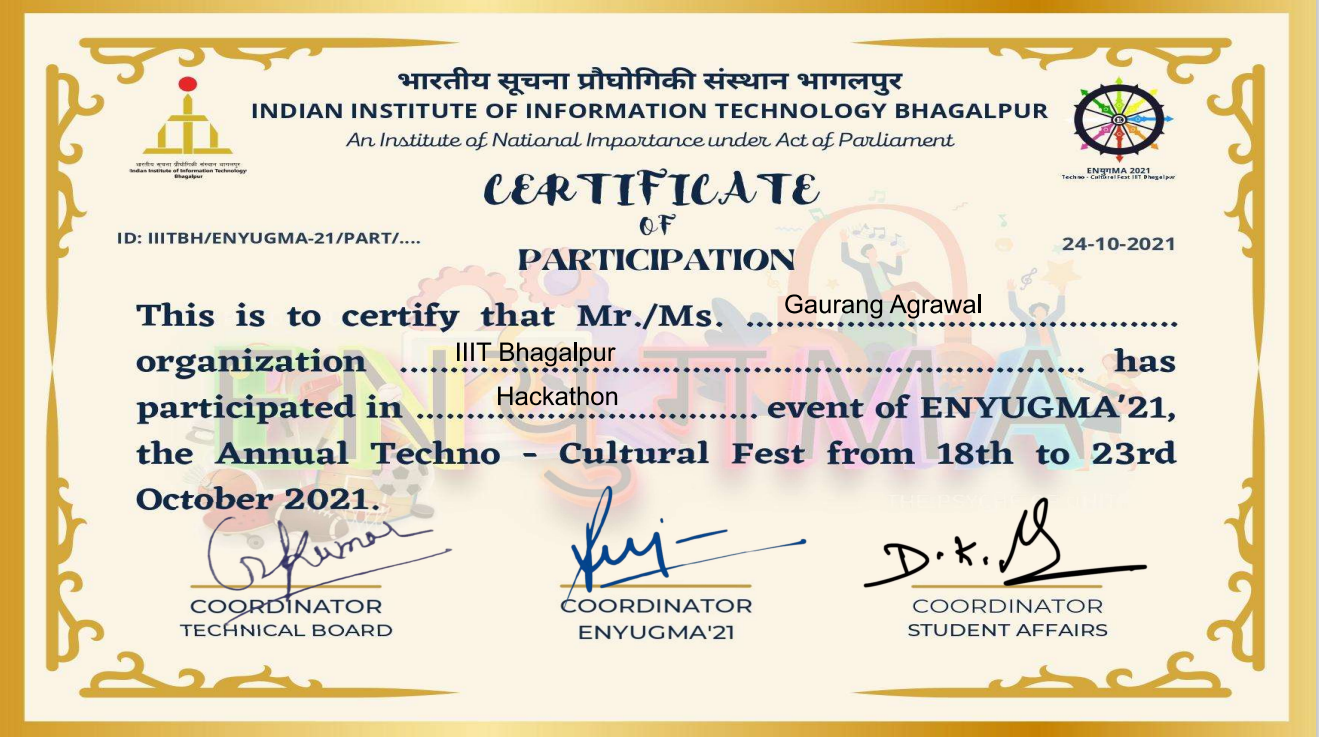 भारतीय सूचना प्रौघोगिकी संस्थान भागलपुर
INDIAN INSTITUTE OF INFORMATION TECHNOLOGY BHAGALPUR
An Institute of National Importance under Act of Parliament
भारतीय सूचना प्रौघोगिकी संस्थान भागलपुर
Indian Institute of Information Technology
Bhagalpur
ENयुगMA 2021
Techno - Cultural Fest IIIT Bhagalpur
CERTIFICATE
OF
PARTICIPATION
ID: IIITBH/ENYUGMA-21/PART/....
24-10-2021
This is to certify that Mr./Ms. Gaurang Agrawal
organization IIIT Bhagalpur has
participated in Hackathon event of ENYUGMA'21,
the Annual Techno - Cultural Fest from 18th to 23rd
October 2021.
ENयुगMA
D.K.
COORDINATOR
TECHNICAL BOARD
COORDINATOR
ENYUGMA'21
COORDINATOR
STUDENT AFFAIRS